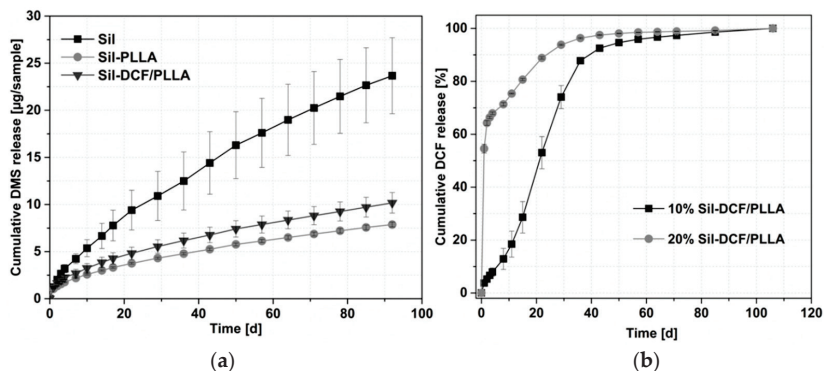 Cumulative DMS release [µg/sample]
30
25
20
15
10
5
0
Sil
Sil-PLLA
Sil-DCF/PLLA
0 20 40 60 80 100
Time [d]
(a)
Cumulative DCF release [%]
100
80
60
40
20
0
10% Sil-DCF/PLLA
20% Sil-DCF/PLLA
0 20 40 60 80 100 120
Time [d]
(b)